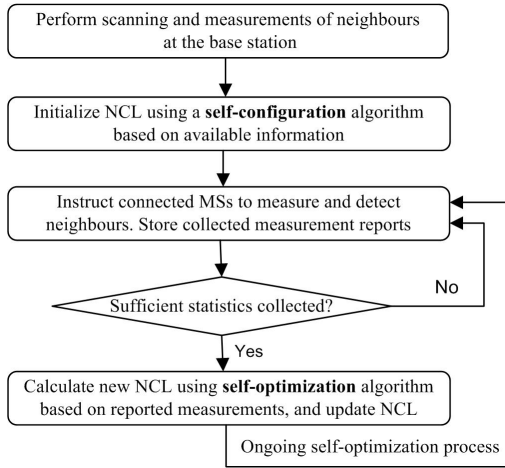 Perform scanning and measurements of neighbours
at the base station
Initialize NCL using a self-configuration algorithm
based on available information
Instruct connected MSs to measure and detect
neighbours. Store collected measurement reports
Sufficient statistics collected?
No
Yes
Calculate new NCL using self-optimization algorithm
based on reported measurements, and update NCL
Ongoing self-optimization process